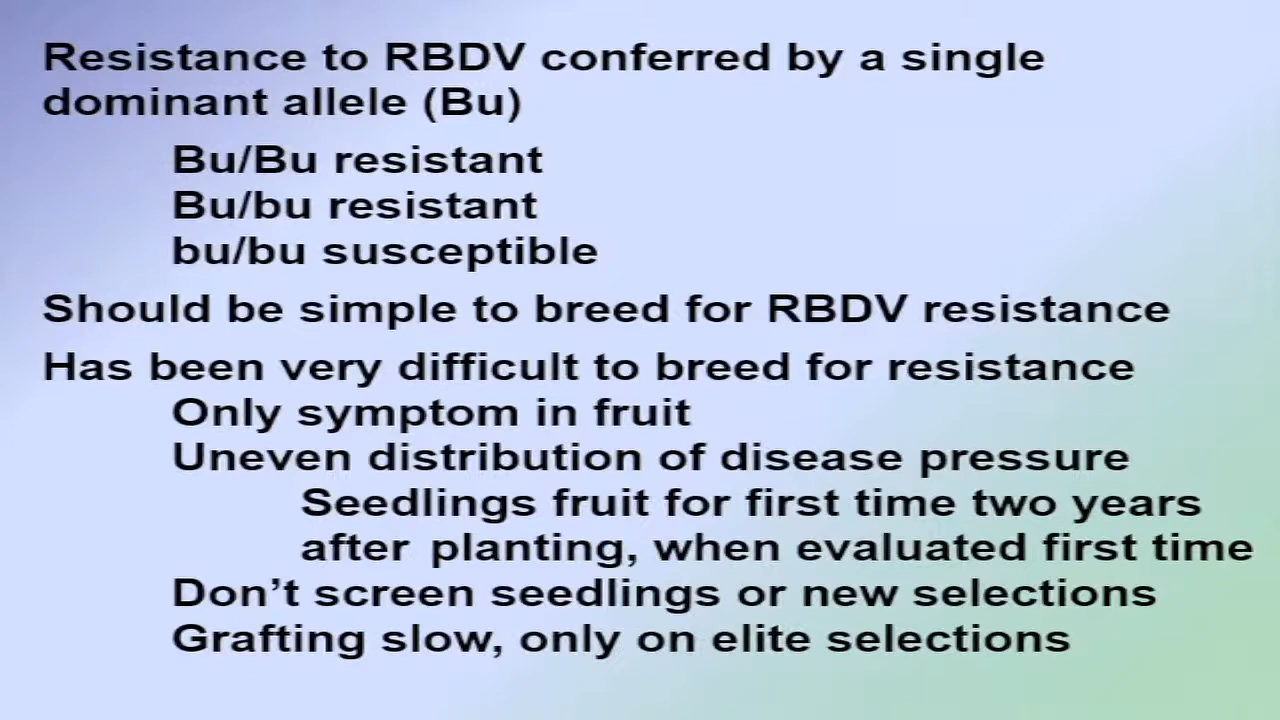 Resistance to RBDV conferred by a single
dominant allele (Bu)
Bu/Bu resistant
Bu/bu resistant
bu/bu susceptible
Should be simple to breed for RBDV resistance
Has been very difficult to breed for resistance
Only symptom in fruit
Uneven distribution of disease pressure
Seedlings fruit for first time two years
after planting, when evaluated first time
Don’t screen seedlings or new selections
Grafting slow, only on elite selections